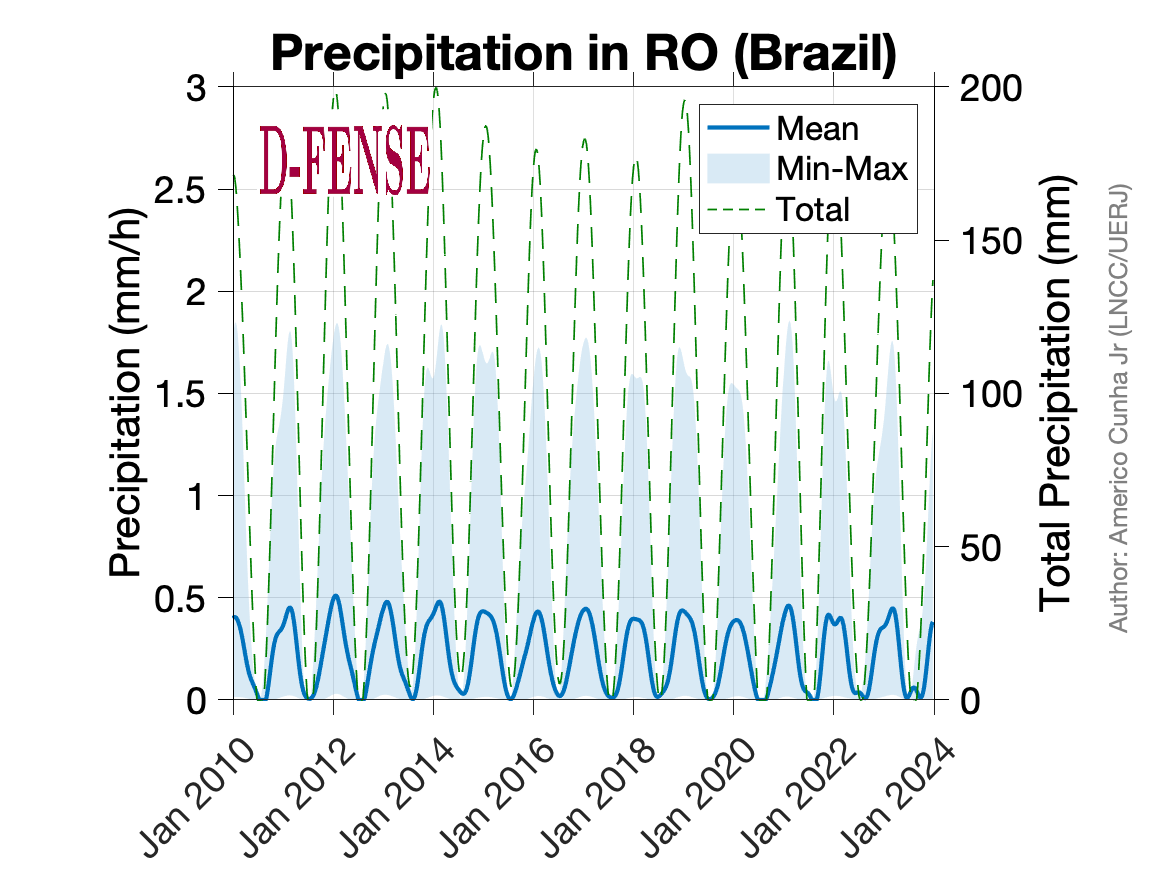 Precipitation in RO (Brazil)
D-FENSE
Mean
Min-Max
Total
Precipitation (mm/h)
3
2.5
2
1.5
1
0.5
0
200
150
100
50
0
Total Precipitation (mm)
Author: Americo Cunha Jr (LNCC/UERJ)
Jan 2010
Jan 2012
Jan 2014
Jan 2016
Jan 2018
Jan 2020
Jan 2022
Jan 2024